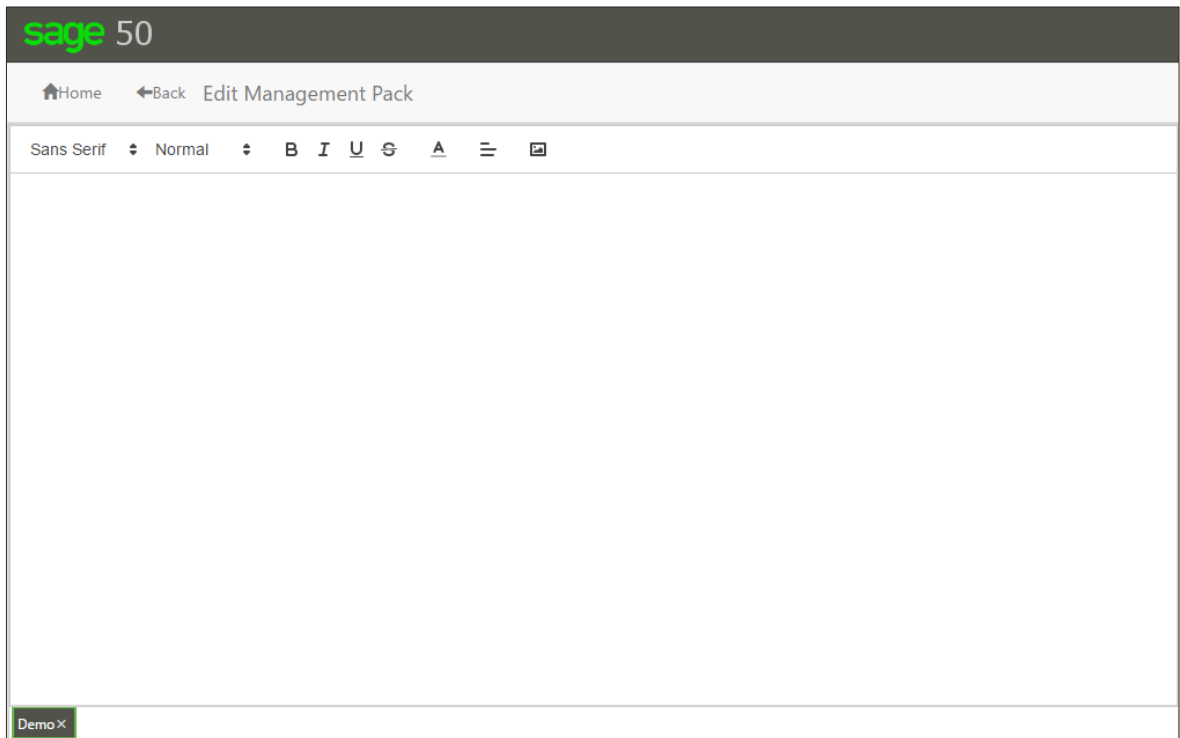 sage 50
Home Back Edit Management Pack
Sans Serif Normal B I U S A
Demo×